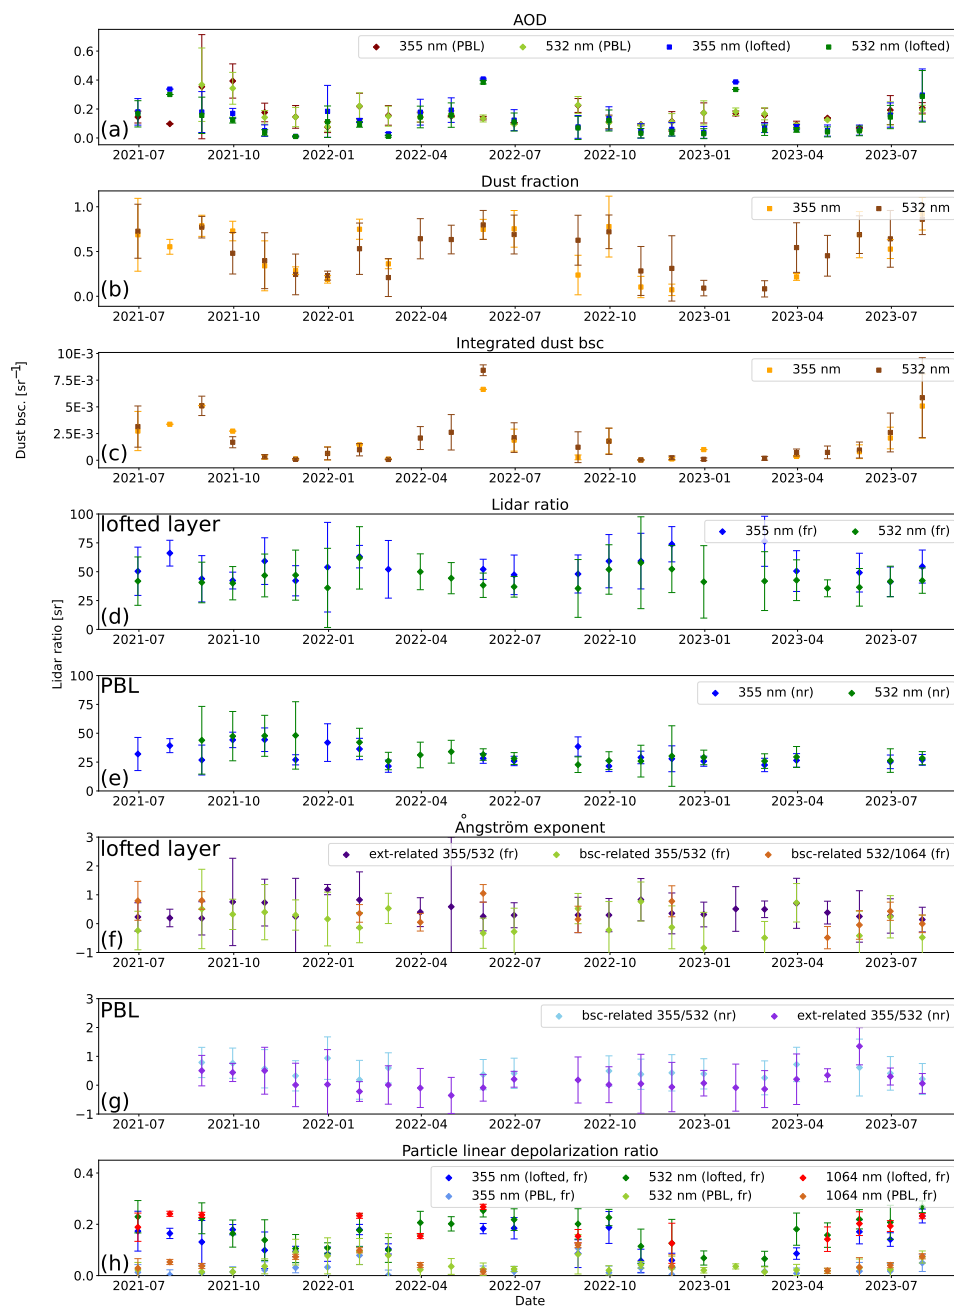 AOD
0.6
0.4
0.2
0.0
355 nm (PBL) 532 nm (PBL) 355 nm (lofted) 532 nm (lofted)
(a)
2021-07 2021-10 2022-01 2022-04 2022-07 2022-10 2023-01 2023-04 2023-07
Dust fraction
1.0
0.5
0.0
355 nm 532 nm
(b)
2021-07 2021-10 2022-01 2022-04 2022-07 2022-10 2023-01 2023-04 2023-07
Integrated dust bsc
Dust bsc. [sr⁻¹]
10E-3
7.5E-3
5E-3
2.5E-3
0
355 nm 532 nm
(c)
2021-07 2021-10 2022-01 2022-04 2022-07 2022-10 2023-01 2023-04 2023-07
Lidar ratio
Lidar ratio [sr]
100
75
50
25
0
lofted layer
355 nm (fr) 532 nm (fr)
(d)
2021-07 2021-10 2022-01 2022-04 2022-07 2022-10 2023-01 2023-04 2023-07
100
75
50
25
0
PBL
355 nm (nr) 532 nm (nr)
(e)
2021-07 2021-10 2022-01 2022-04 2022-07 2022-10 2023-01 2023-04 2023-07
Ångström exponent
3
2
1
0
−1
lofted layer
ext-related 355/532 (fr) bsc-related 355/532 (fr) bsc-related 532/1064 (fr)
(f)
2021-07 2021-10 2022-01 2022-04 2022-07 2022-10 2023-01 2023-04 2023-07
3
2
1
0
−1
PBL
bsc-related 355/532 (nr) ext-related 355/532 (nr)
(g)
2021-07 2021-10 2022-01 2022-04 2022-07 2022-10 2023-01 2023-04 2023-07
Particle linear depolarization ratio
0.4
0.2
0.0
355 nm (lofted, fr) 532 nm (lofted, fr) 1064 nm (lofted, fr)
355 nm (PBL, fr) 532 nm (PBL, fr) 1064 nm (PBL, fr)
(h)
2021-07 2021-10 2022-01 2022-04 2022-07 2022-10 2023-01 2023-04 2023-07
Date